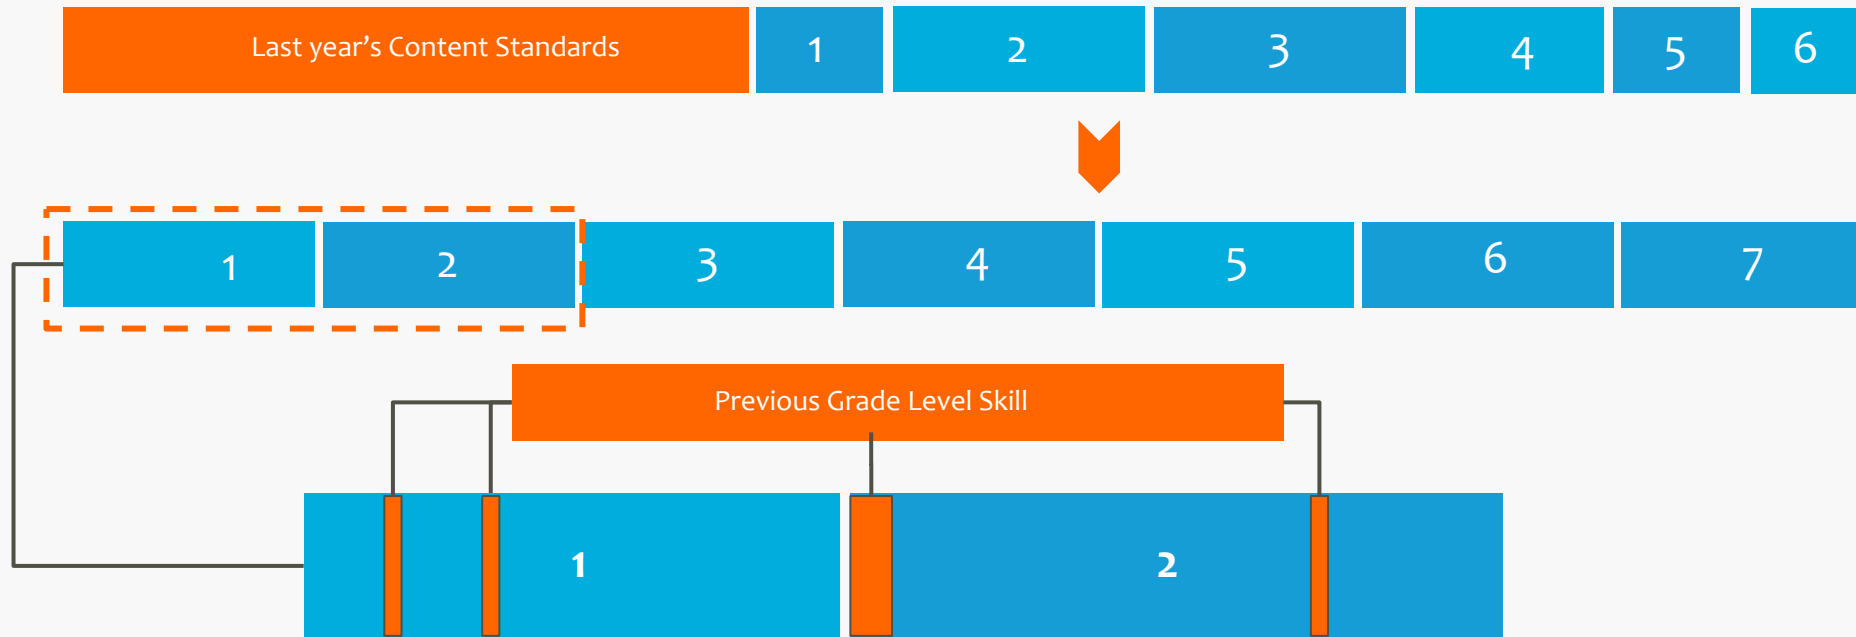 Last year’s Content Standards 1 2 3 4 5 6
1 2 3 4 5 6 7
Previous Grade Level Skill
1 2